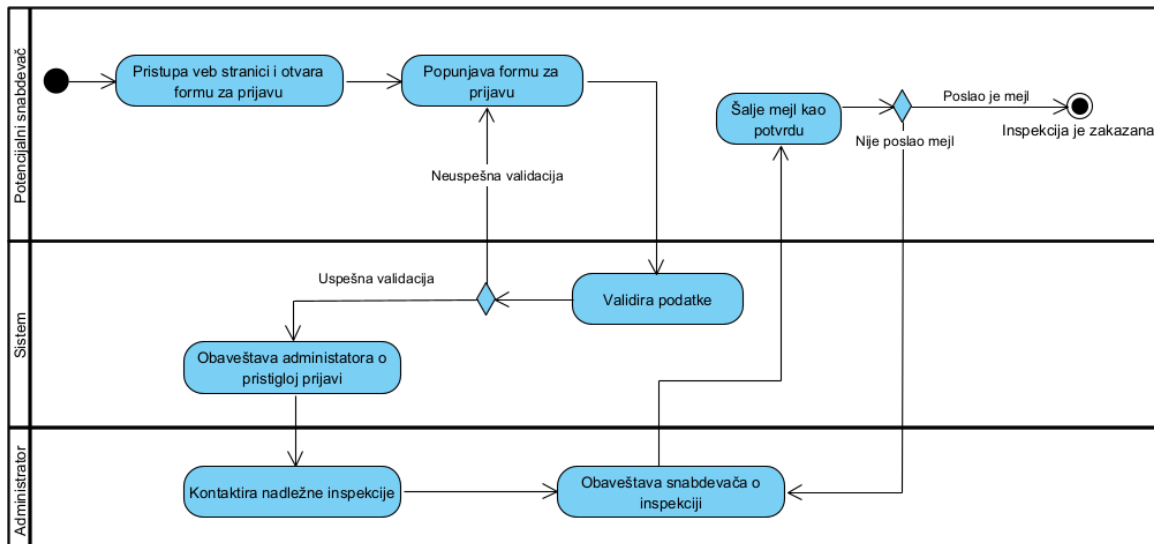 Potencijalni snabdevač
Pristupa veb stranici i otvara
formu za prijavu
Popunjava formu za
prijavu
Šalje mejl kao
potvrdu
Poslao je mejl
Inspekcija je zakazana
Nije poslao mejl
Neuspešna validacija
Sistem
Uspešna validacija
Validira podatke
Obaveštava administatora o
pristigloj prijavi
Administrator
Kontaktira nadležne inspekcije
Obaveštava snabdevača o
inspekciji